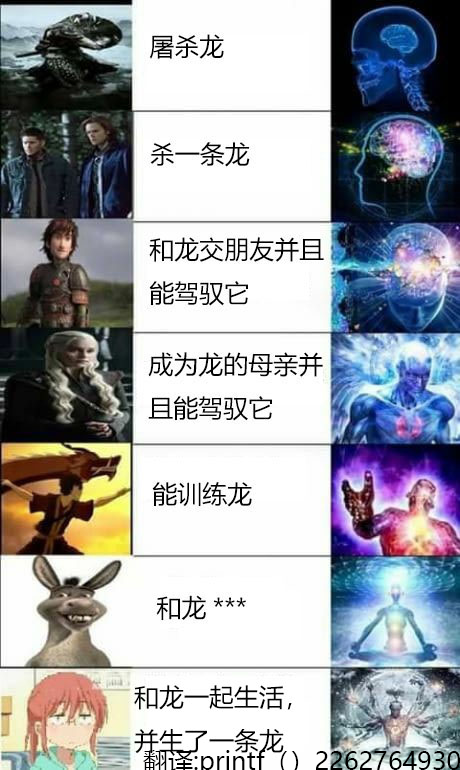 屠杀龙
杀一条龙
和龙交朋友并且
能驾驭它
成为龙的母亲并
且能驾驭它
能训练龙
和龙 ***
和龙一起生活，
并生了一条龙
翻译:printf（）2262764930